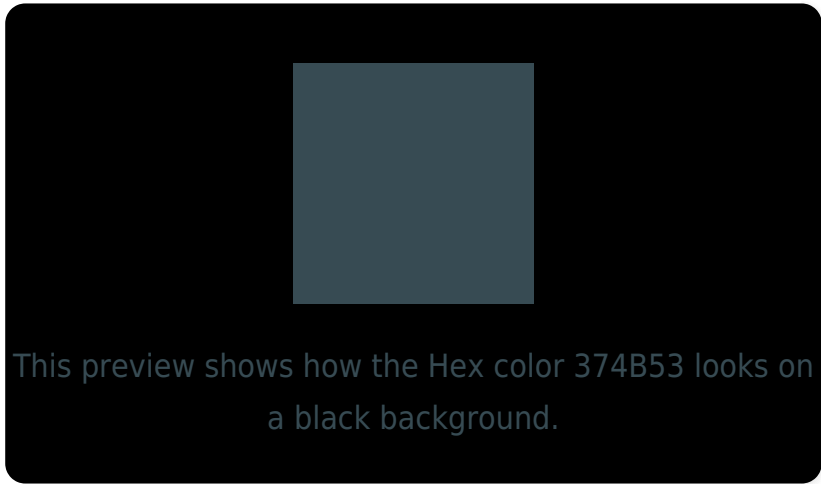 This preview shows how the Hex color 374B53 looks on
a black background.